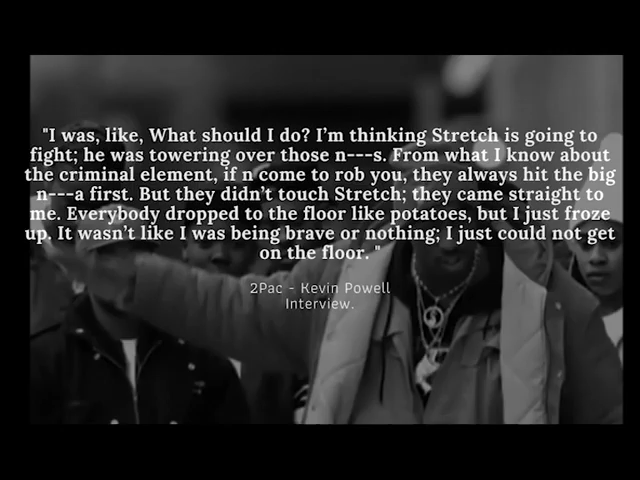 "I was, like, What should I do? I'm thinking Stretch is going to
fight; he was towering over those n---s. From what I know about
the criminal element, if n come to rob you, they always hit the big
n---a first. But they didn't touch Stretch; they came straight to
me. Everybody dropped to the floor like potatoes, but I just froze
up. It wasn't like I was being brave or nothing; I just could not get
on the floor. "
2Pac - Kevin Powell
Interview.